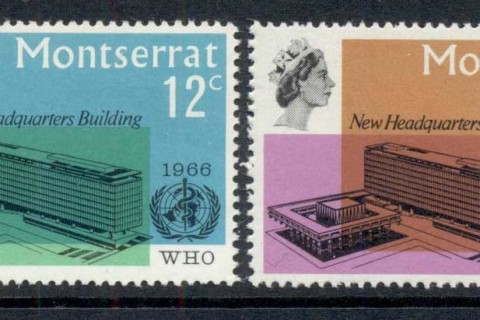 Montserrat
12c
Headquarters Building
1966
WHO
Mo
New Headquarters